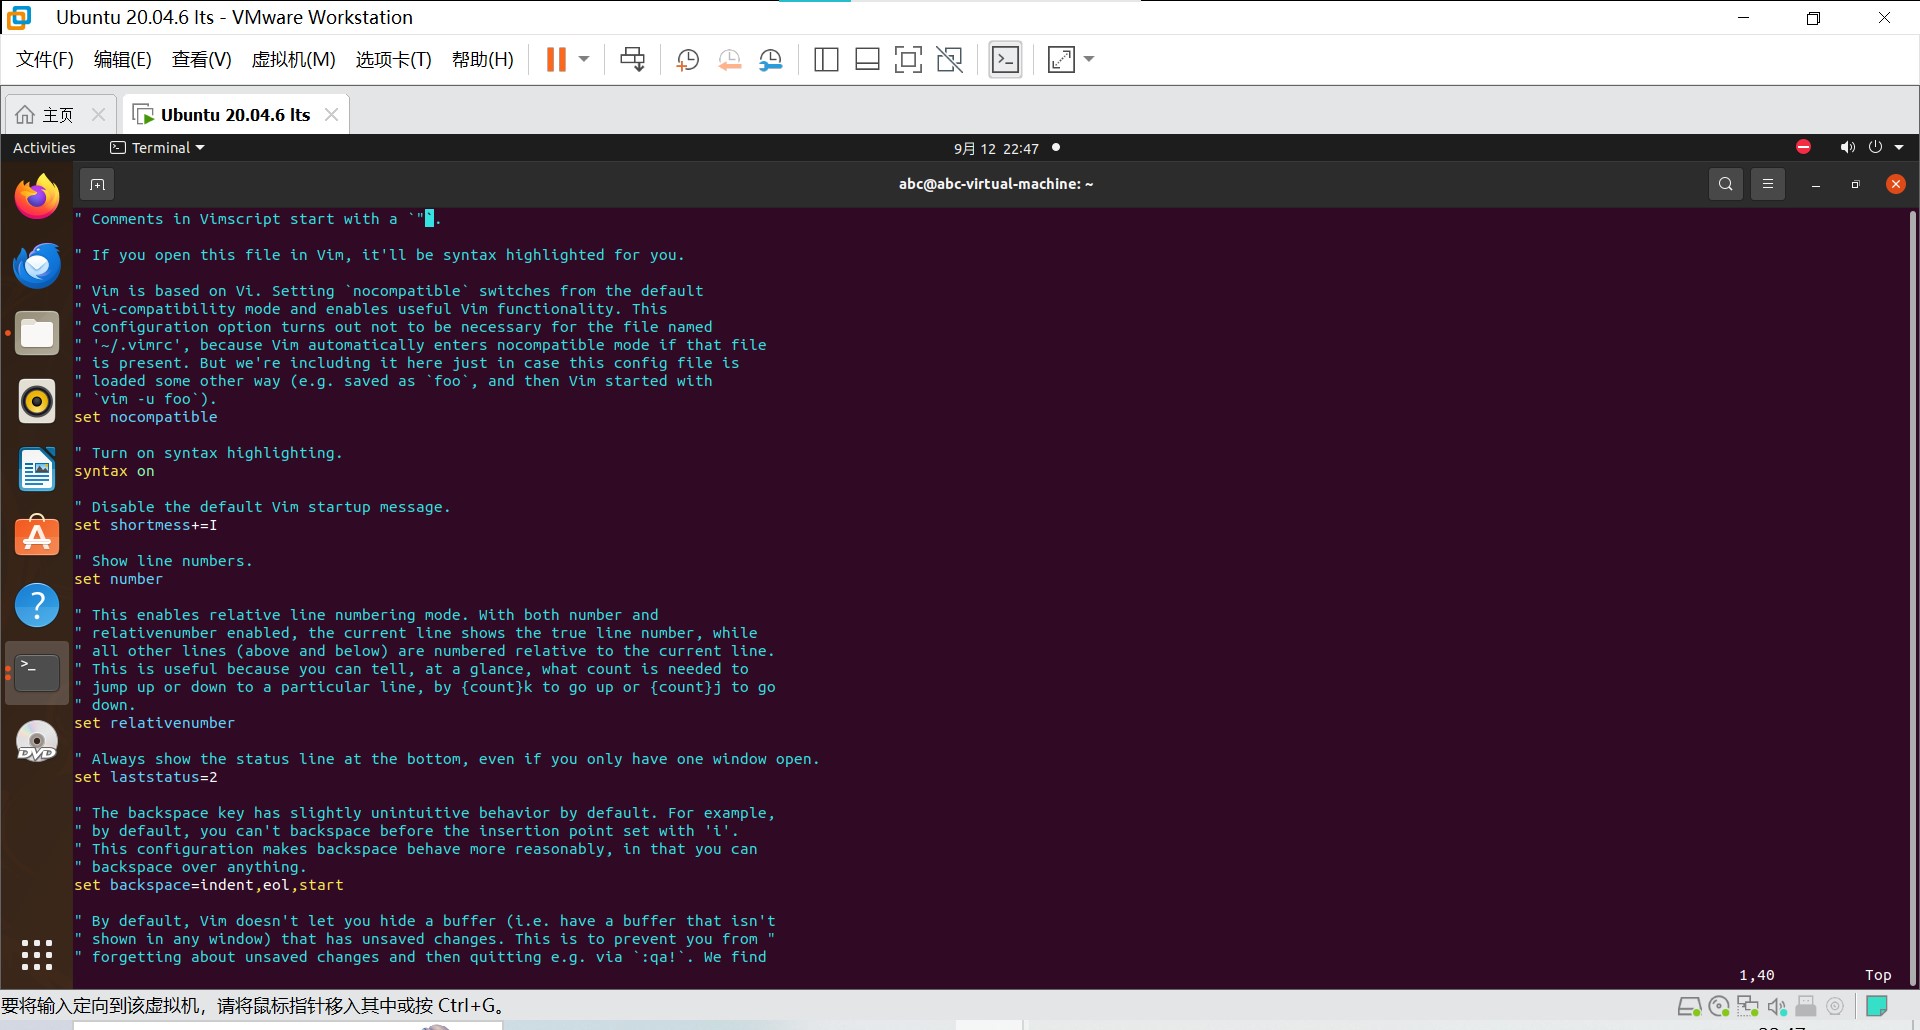 Ubuntu 20.04.6 lts - VMware Workstation
文件(F) 编辑(E) 查看(V) 虚拟机(M) 选项卡(T) 帮助(H)
主页 Ubuntu 20.04.6 lts
Activities Terminal 9月 12 22:47
abc@abc-virtual-machine: ~
" Comments in Vimscript start with a `"`.
" If you open this file in Vim, it'll be syntax highlighted for you.
" Vim is based on Vi. Setting `nocompatible` switches from the default
" Vi-compatibility mode and enables useful Vim functionality. This
" configuration option turns out not to be necessary for the file named
" '~/.vimrc', because Vim automatically enters nocompatible mode if that file
" is present. But we're including it here just in case this config file is
" loaded some other way (e.g. saved as `foo`, and then Vim started with
" `vim -u foo`).
set nocompatible
" Turn on syntax highlighting.
syntax on
" Disable the default Vim startup message.
set shortmess+=I
" Show line numbers.
set number
" This enables relative line numbering mode. With both number and
" relativenumber enabled, the current line shows the true line number, while
" all other lines (above and below) are numbered relative to the current line.
" This is useful because you can tell, at a glance, what count is needed to
" jump up or down to a particular line, by {count}k to go up or {count}j to go
" down.
set relativenumber
" Always show the status line at the bottom, even if you only have one window open.
set laststatus=2
" The backspace key has slightly unintuitive behavior by default. For example,
" by default, you can't backspace before the insertion point set with 'i'.
" This configuration makes backspace behave more reasonably, in that you can
" backspace over anything.
set backspace=indent,eol,start
" By default, Vim doesn't let you hide a buffer (i.e. have a buffer that isn't
" shown in any window) that has unsaved changes. This is to prevent you from "
" forgetting about unsaved changes and then quitting e.g. via `:qa!`. We find
1,40 Top
DVD
要将输入定向到该虚拟机，请将鼠标指针移入其中或按 Ctrl+G。